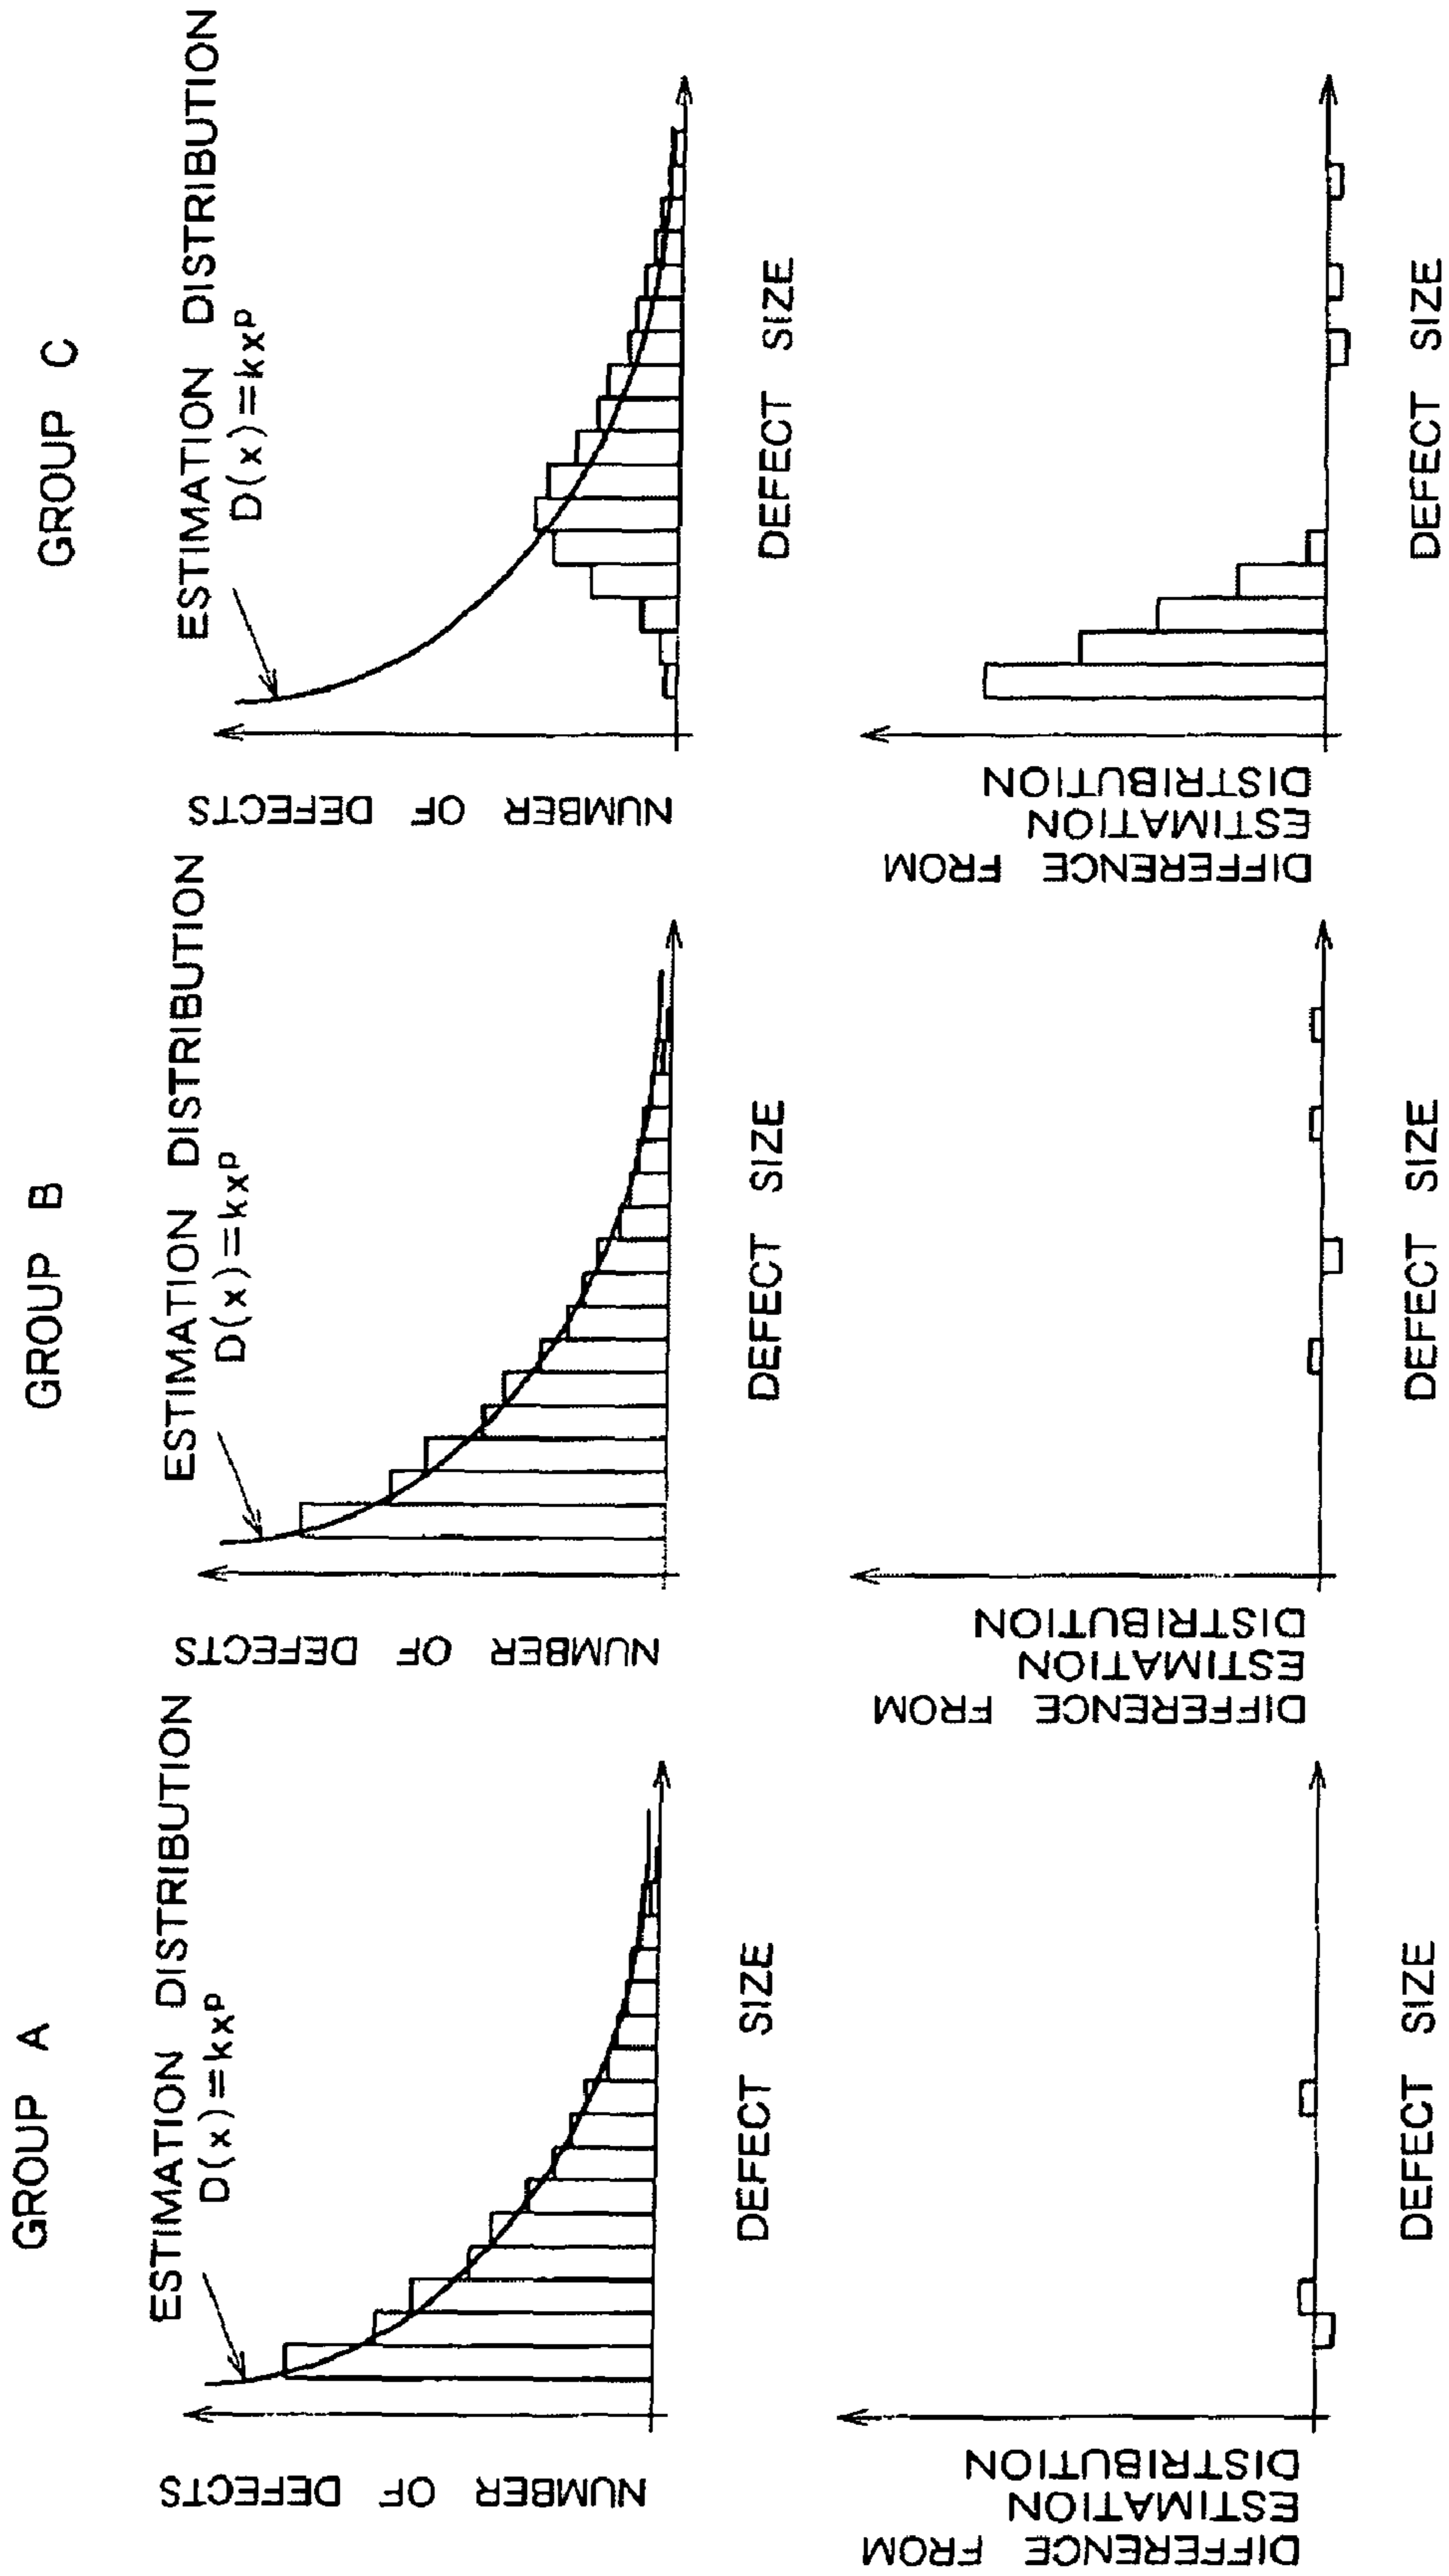 GROUP A
ESTIMATION DISTRIBUTION
D(x)=kx^p
NUMBER OF DEFECTS
DEFECT SIZE
DIFFERENCE FROM
ESTIMATION
DISTRIBUTION
DEFECT SIZE
GROUP B
ESTIMATION DISTRIBUTION
D(x)=kx^p
NUMBER OF DEFECTS
DEFECT SIZE
DIFFERENCE FROM
ESTIMATION
DISTRIBUTION
DEFECT SIZE
GROUP C
ESTIMATION DISTRIBUTION
D(x)=kx^p
NUMBER OF DEFECTS
DEFECT SIZE
DIFFERENCE FROM
ESTIMATION
DISTRIBUTION
DEFECT SIZE